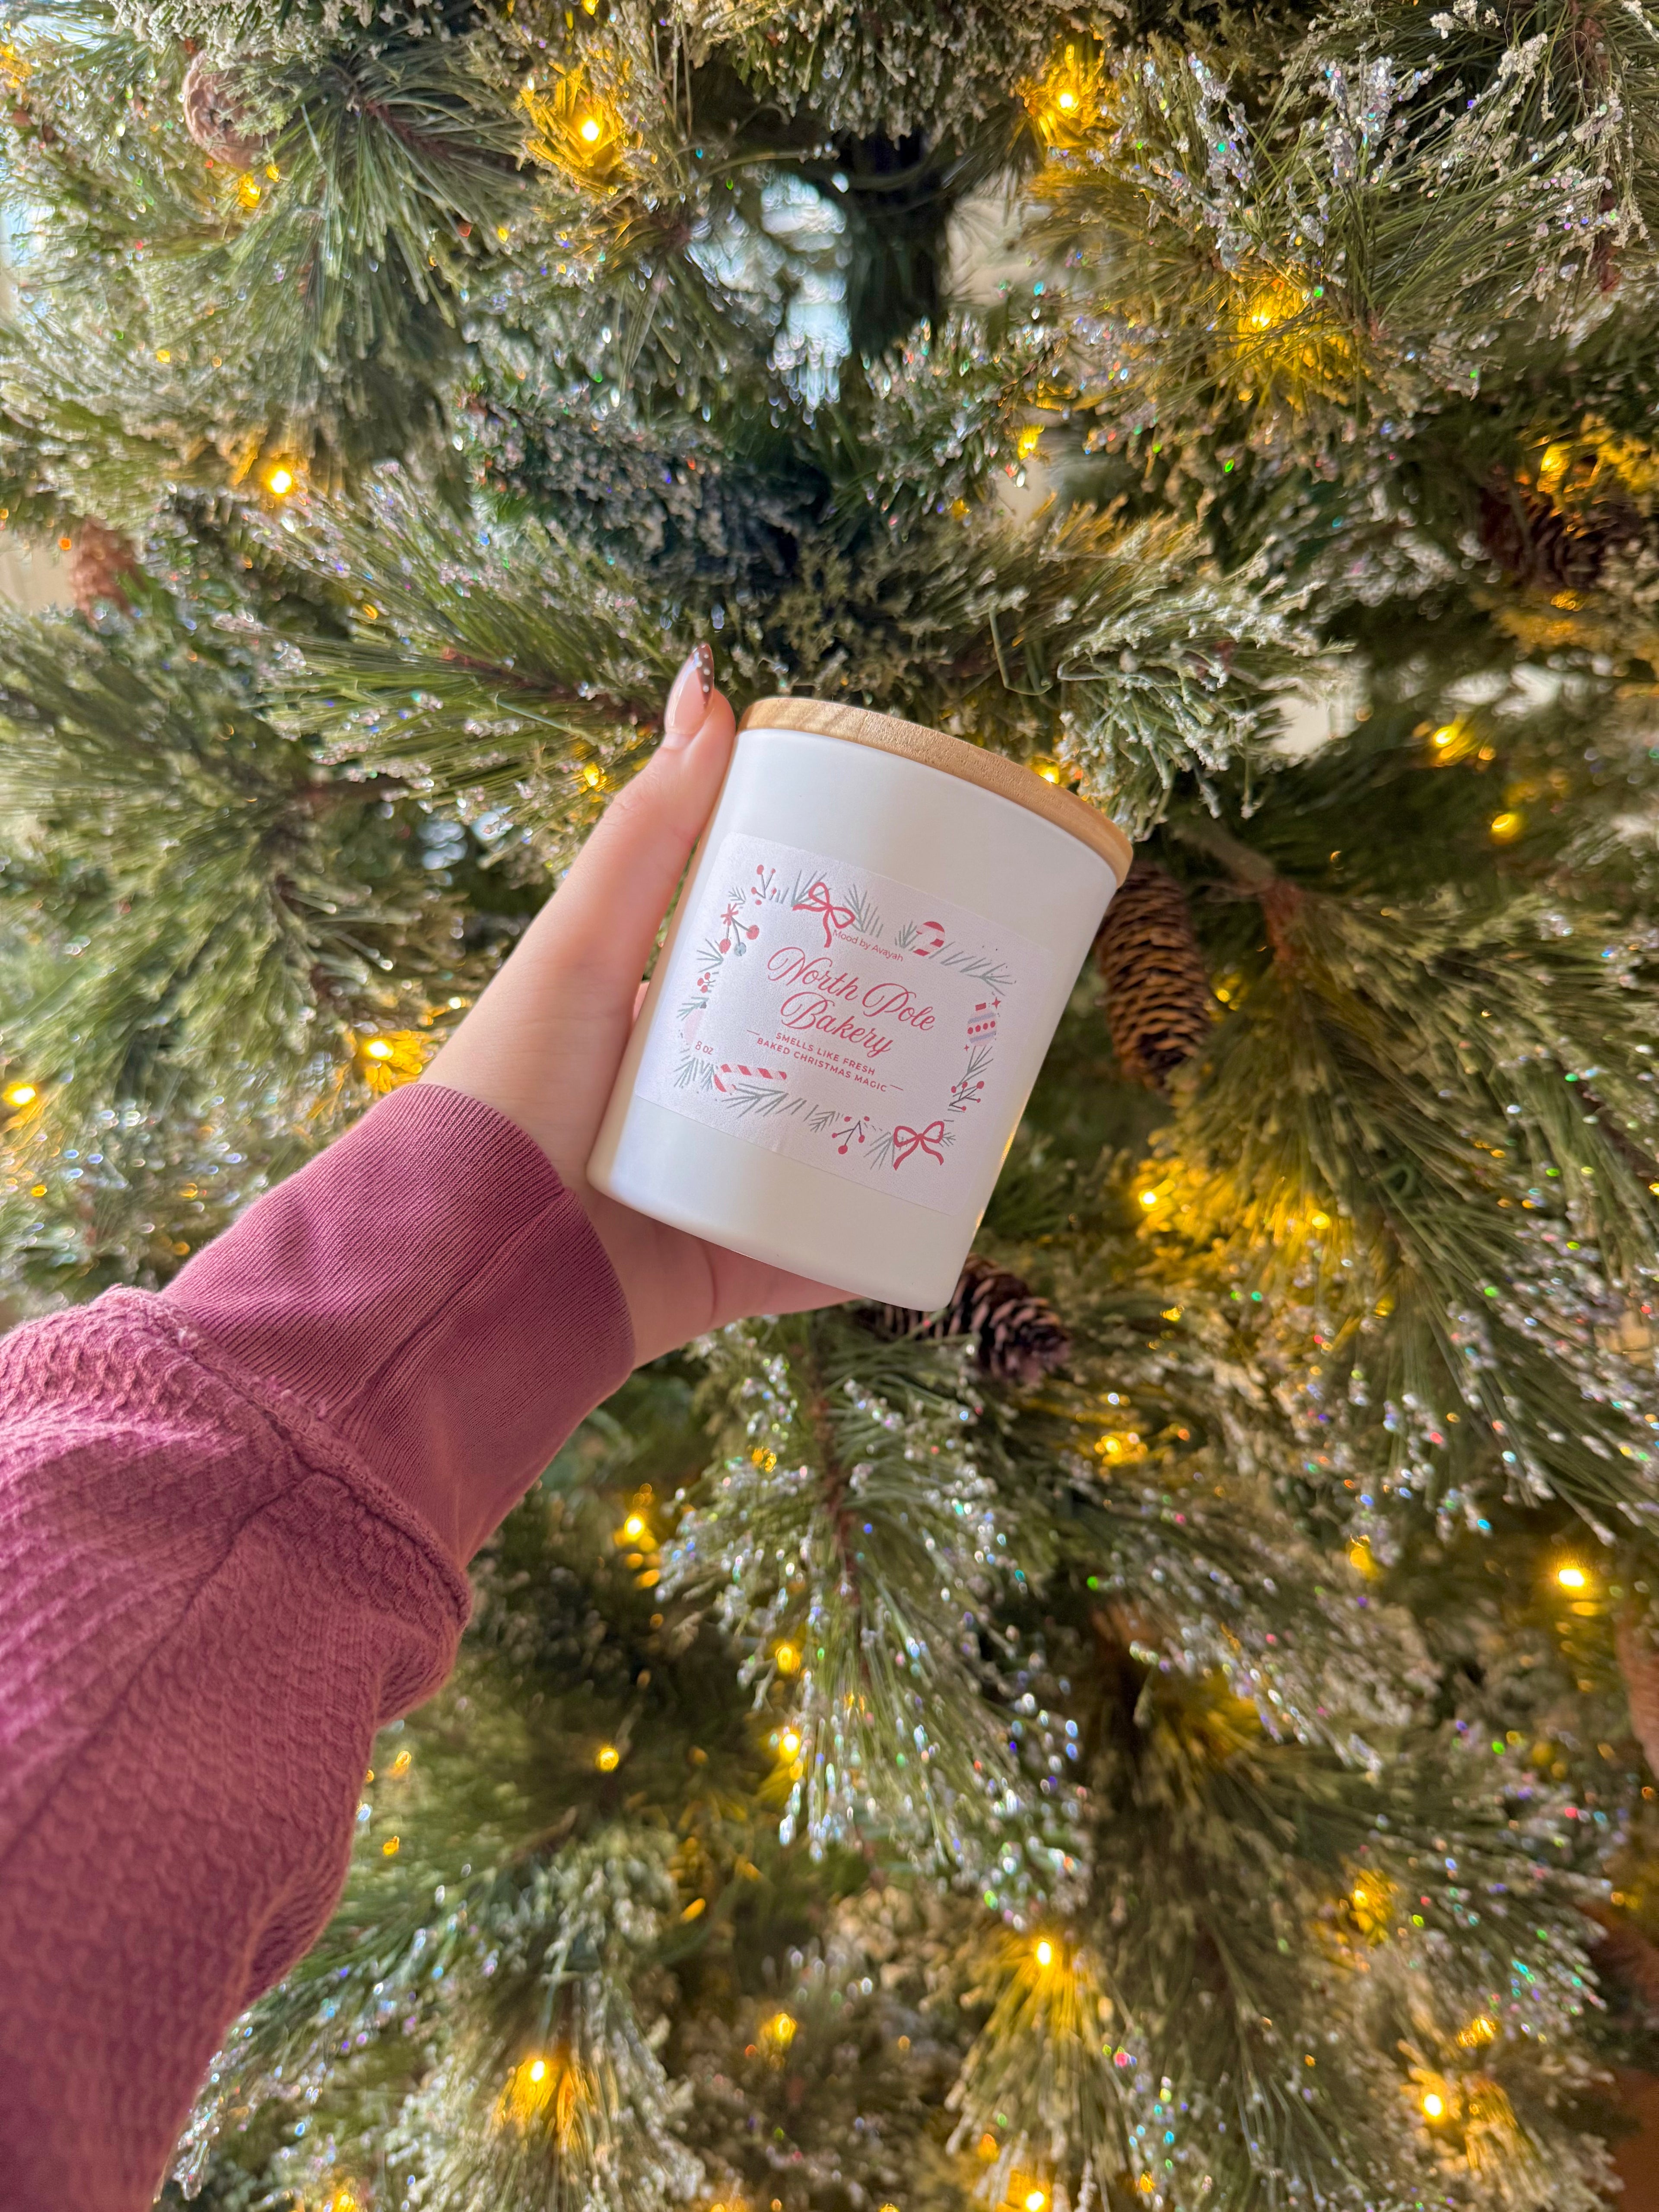 Mood by Avayah
North Pole
Bakery
SMELLS LIKE FRESH
BAKED CHRISTMAS MAGIC
8 OZ